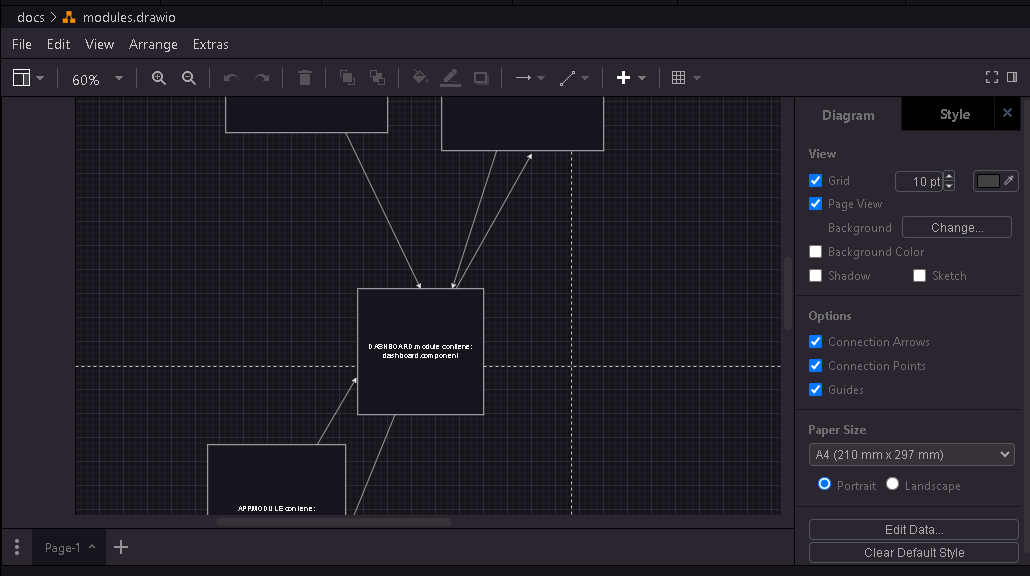 docs > modules.drawio
File Edit View Arrange Extras
60%
Diagram Style
View
Grid 10 pt
Page View
Background Change...
Background Color
Shadow Sketch
Options
Connection Arrows
Connection Points
Guides
Paper Size
A4 (210 mm x 297 mm)
Portrait Landscape
Edit Data...
Clear Default Style
DASHBOARD.module contiene:
dashboard.component
APP.MODULE contiene:
Page-1